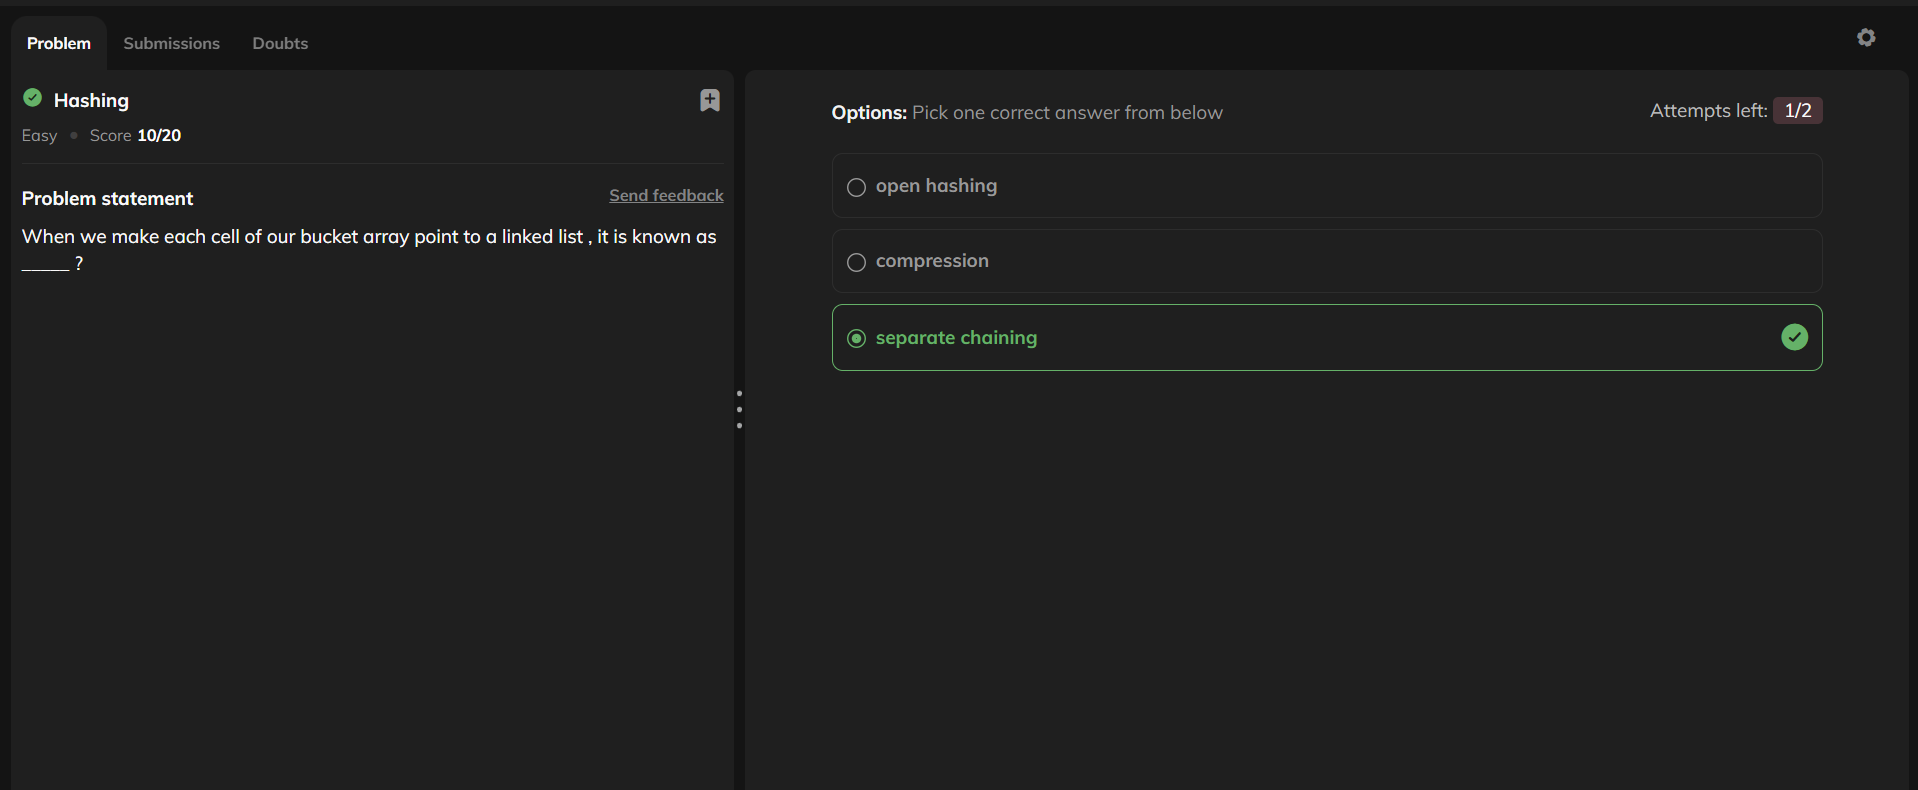 Problem Submissions Doubts
Hashing
Easy • Score 10/20
Problem statement Send feedback
When we make each cell of our bucket array point to a linked list , it is known as
_____ ?
Options: Pick one correct answer from below Attempts left: 1/2
open hashing
compression
separate chaining